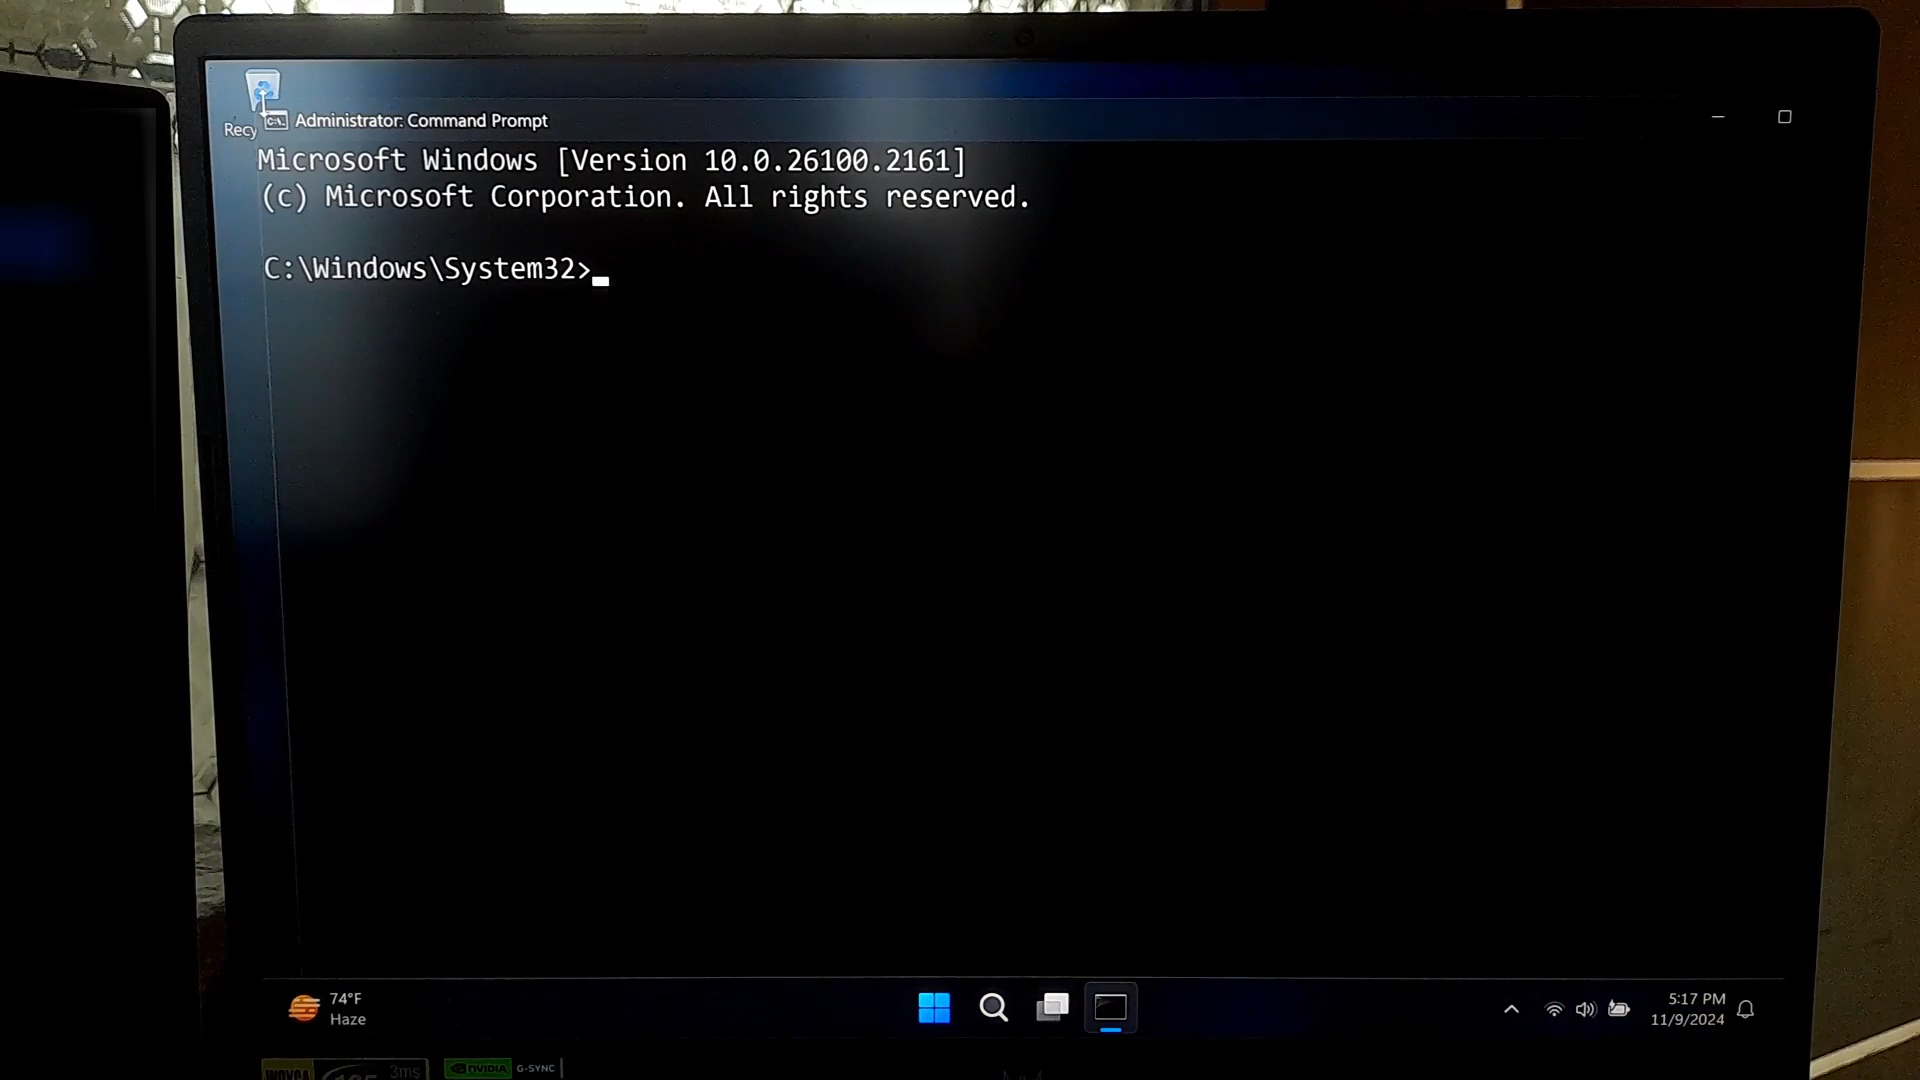 Recy
Administrator: Command Prompt
Microsoft Windows [Version 10.0.26100.2161]
(c) Microsoft Corporation. All rights reserved.
C:\Windows\System32>
74°F
Haze
5:17 PM
11/9/2024
3ms
NVIDIA G-SYNC